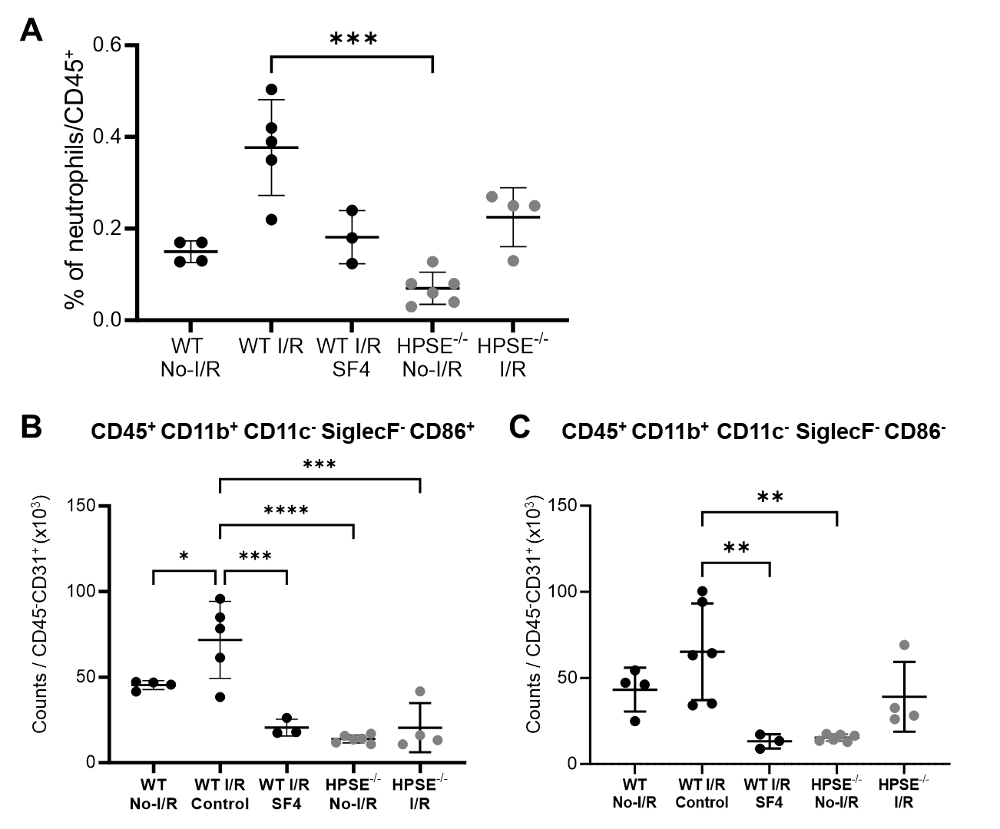 A
% of neutrophils/CD45⁺
0.6
0.4
0.2
0.0
***
WT
No-I/R
WT I/R
WT I/R
SF4
HPSE⁻/⁻
No-I/R
HPSE⁻/⁻
I/R
B
CD45⁺ CD11b⁺ CD11c⁻ SiglecF⁻ CD86⁺
Counts / CD45⁻CD31⁺ (x10³)
150
100
50
0
***
****
*
***
WT
No-I/R
WT I/R
Control
WT I/R
SF4
HPSE⁻/⁻
No-I/R
HPSE⁻/⁻
I/R
C
CD45⁺ CD11b⁺ CD11c⁻ SiglecF⁻ CD86⁻
Counts / CD45⁻CD31⁺ (x10³)
150
100
50
0
**
**
WT
No-I/R
WT I/R
Control
WT I/R
SF4
HPSE⁻/⁻
No-I/R
HPSE⁻/⁻
I/R